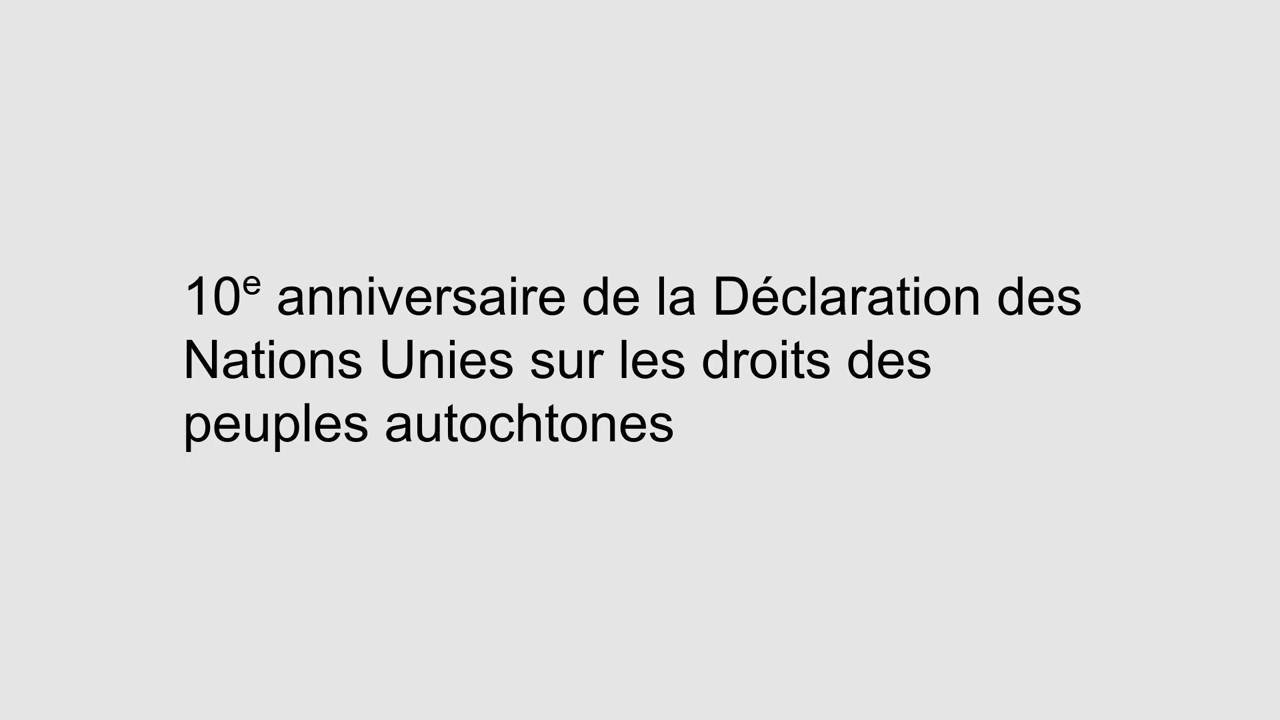 10ᵉ anniversaire de la Déclaration des
Nations Unies sur les droits des
peuples autochtones